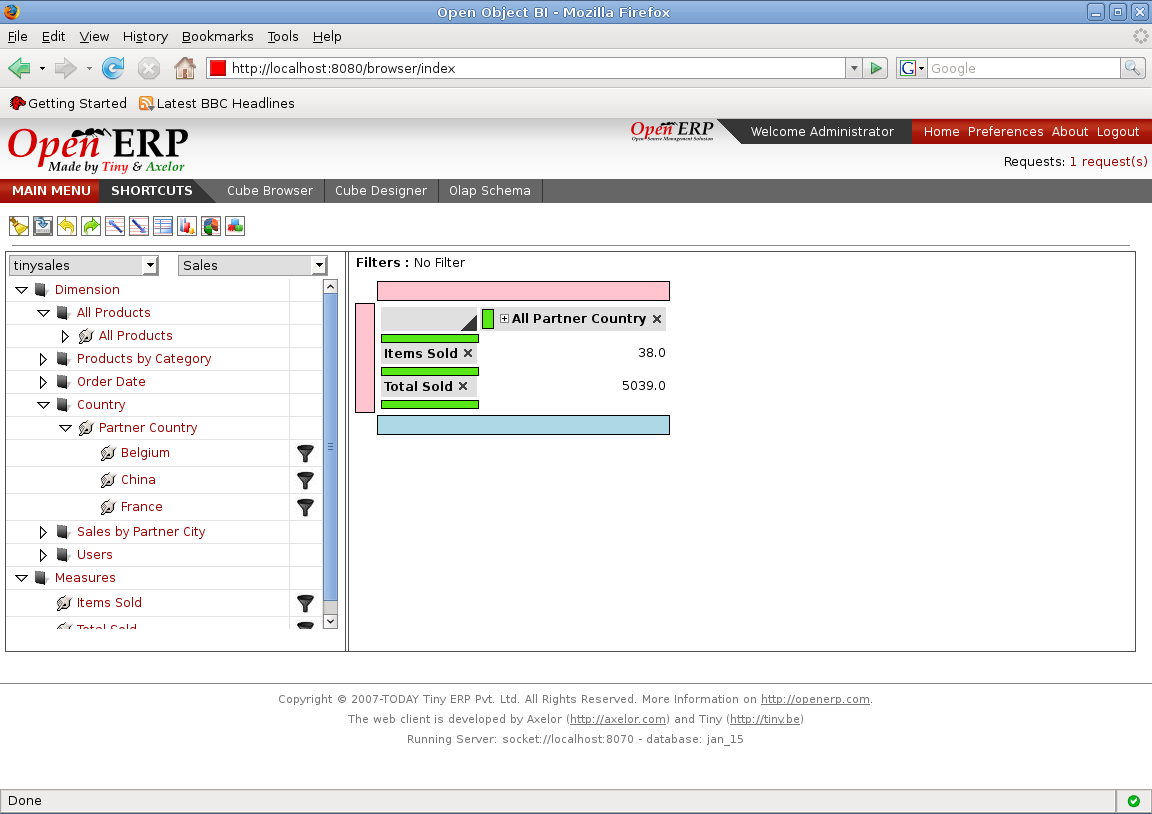 Open Object BI - Mozilla Firefox
File Edit View History Bookmarks Tools Help
http://localhost:8080/browser/index
G Google
Getting Started Latest BBC Headlines
Open ERP
Made by Tiny & Axelor
Open ERP
Open Source Management Solution
Welcome Administrator
Home Preferences About Logout
Requests: 1 request(s)
MAIN MENU SHORTCUTS Cube Browser Cube Designer Olap Schema
tinysales Sales
Filters : No Filter
Dimension
All Products
All Products
Products by Category
Order Date
Country
Partner Country
Belgium
China
France
Sales by Partner City
Users
Measures
Items Sold
Total Sold
All Partner Country
Items Sold 38.0
Total Sold 5039.0
Copyright © 2007-TODAY Tiny ERP Pvt. Ltd. All Rights Reserved. More Information on http://openerp.com.
The web client is developed by Axelor (http://axelor.com) and Tiny (http://tiny.be)
Running Server: socket://localhost:8070 - database: jan_15
Done